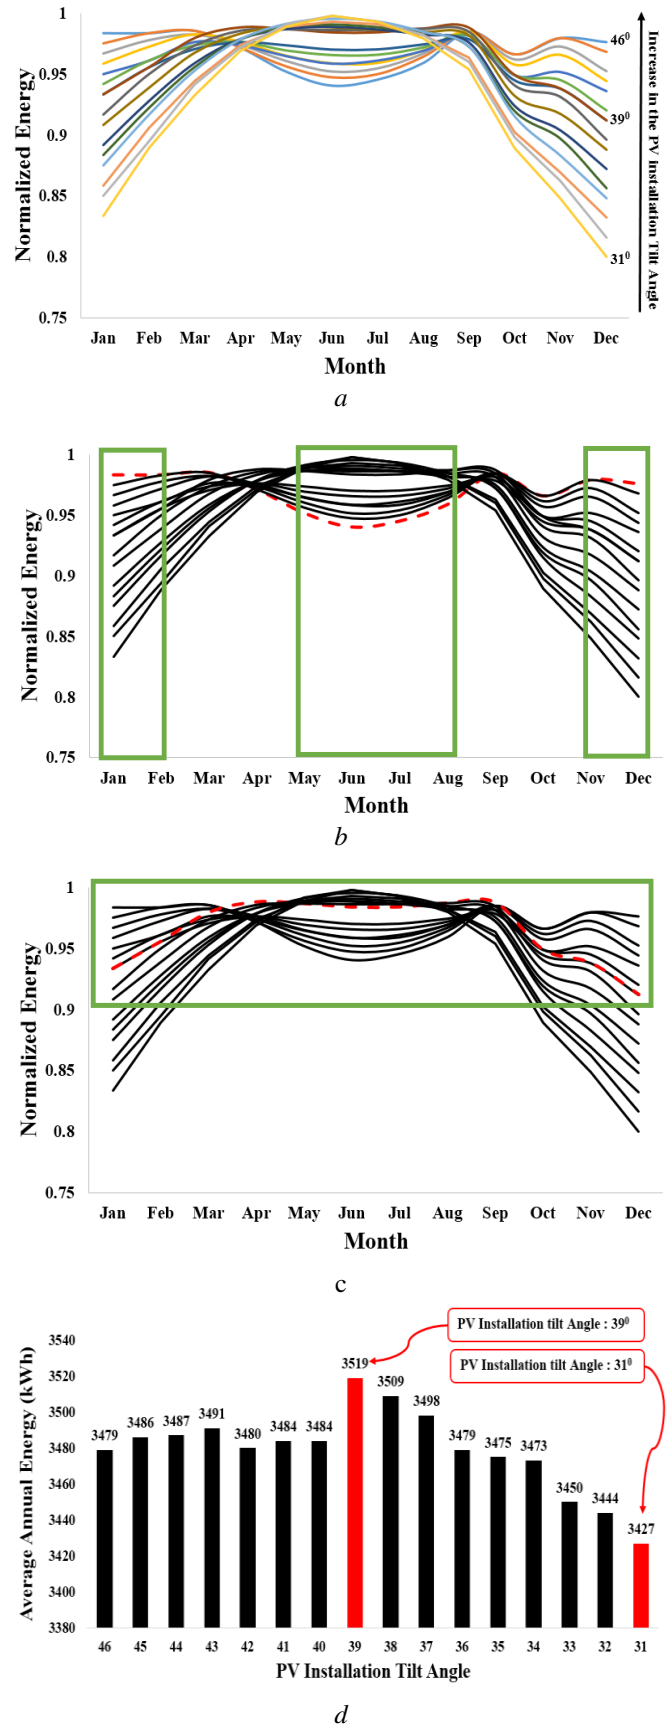 1
0.95
0.9
0.85
0.8
0.75
Normalized Energy
46⁰
39⁰
31⁰
Increase in the PV installation Tilt Angle
Jan Feb Mar Apr May Jun Jul Aug Sep Oct Nov Dec
Month
a
1
0.95
0.9
0.85
0.8
0.75
Normalized Energy
Jan Feb Mar Apr May Jun Jul Aug Sep Oct Nov Dec
Month
b
1
0.95
0.9
0.85
0.8
0.75
Normalized Energy
Jan Feb Mar Apr May Jun Jul Aug Sep Oct Nov Dec
Month
c
PV Installation tilt Angle : 39⁰
PV Installation tilt Angle : 31⁰
3540
3520
3500
3480
3460
3440
3420
3400
3380
Average Annual Energy (kWh)
3479 3486 3487 3491 3480 3484 3484 3519 3509 3498 3479 3475 3473 3450 3444 3427
46 45 44 43 42 41 40 39 38 37 36 35 34 33 32 31
PV Installation Tilt Angle
d